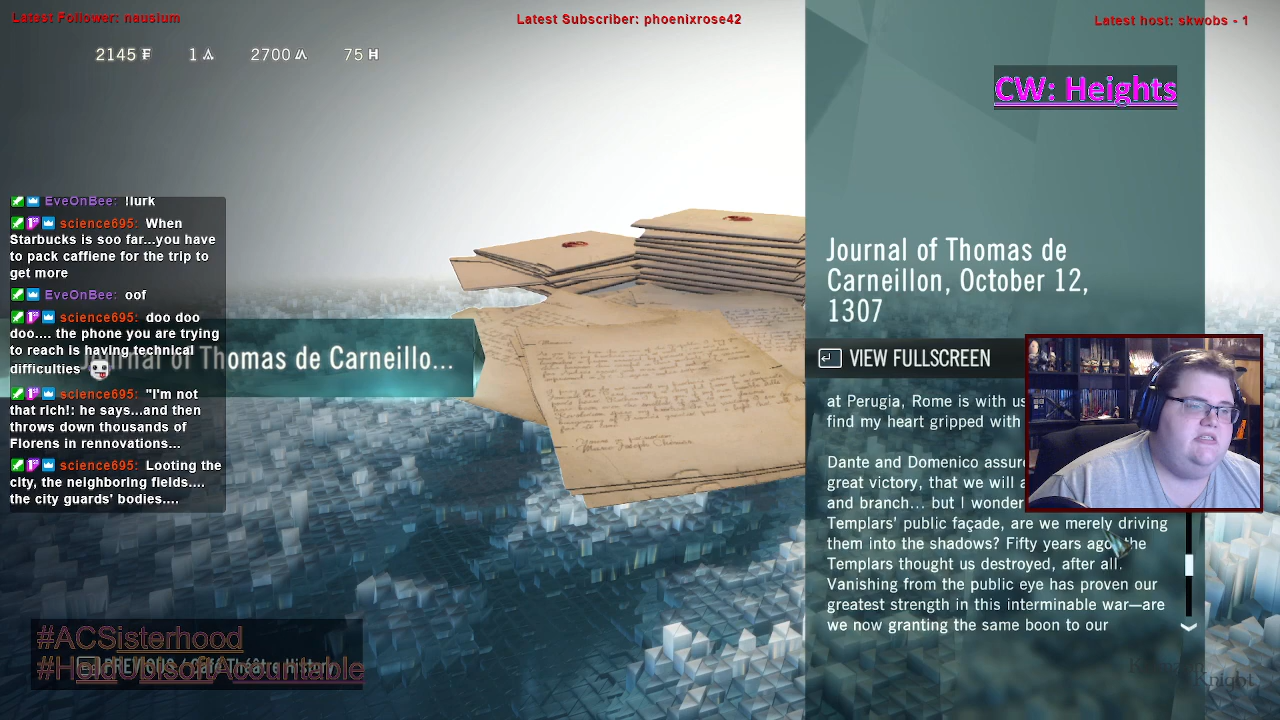 Latest Follower: nausium
Latest Subscriber: phoenixrose42
Latest host: skwobs - 1
2145 1 2700 75 H
CW: Heights
EveOnBee: !lurk
science695: When
Starbucks is soo far...you have
to pack caffiene for the trip to
get more
EveOnBee: oof
science695: doo doo
doo.... the phone you are trying
to reach is having technical
difficulties
science695: "I'm not
that rich!: he says...and then
throws down thousands of
Florens in rennovations...
science695: Looting the
city, the neighboring fields....
the city guards' bodies....
Journal of Thomas de Carneillo...
Journal of Thomas de
Carneillon, October 12,
1307
VIEW FULLSCREEN
at Perugia, Rome is with us
find my heart gripped with
Dante and Domenico assure
great victory, that we will a
and branch... but I wonder
Templars' public façade, are we merely driving
them into the shadows? Fifty years ago, the
Templars thought us destroyed, after all.
Vanishing from the public eye has proven our
greatest strength in this interminable war—are
we now granting the same boon to our
#ACSisterhood
#HoldUbisoftAccountable
PREVIOUS / Café Théâtre History
Knight